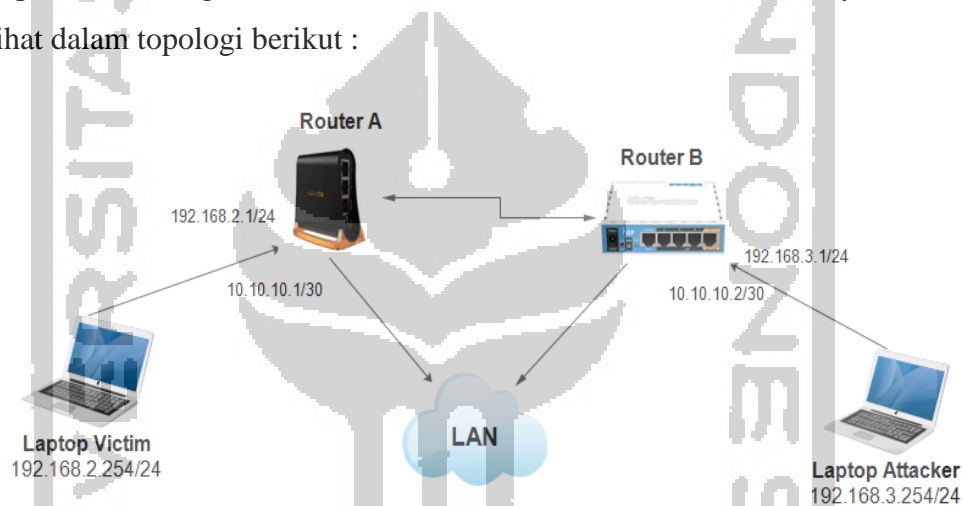 ihat dalam topologi berikut :
Router A
Router B
192.168.2.1/24
192.168.3.1/24
10.10.10.1/30
10.10.10.2/30
LAN
Laptop Victim
192.168.2.254/24
Laptop Attacker
192.168.3.254/24